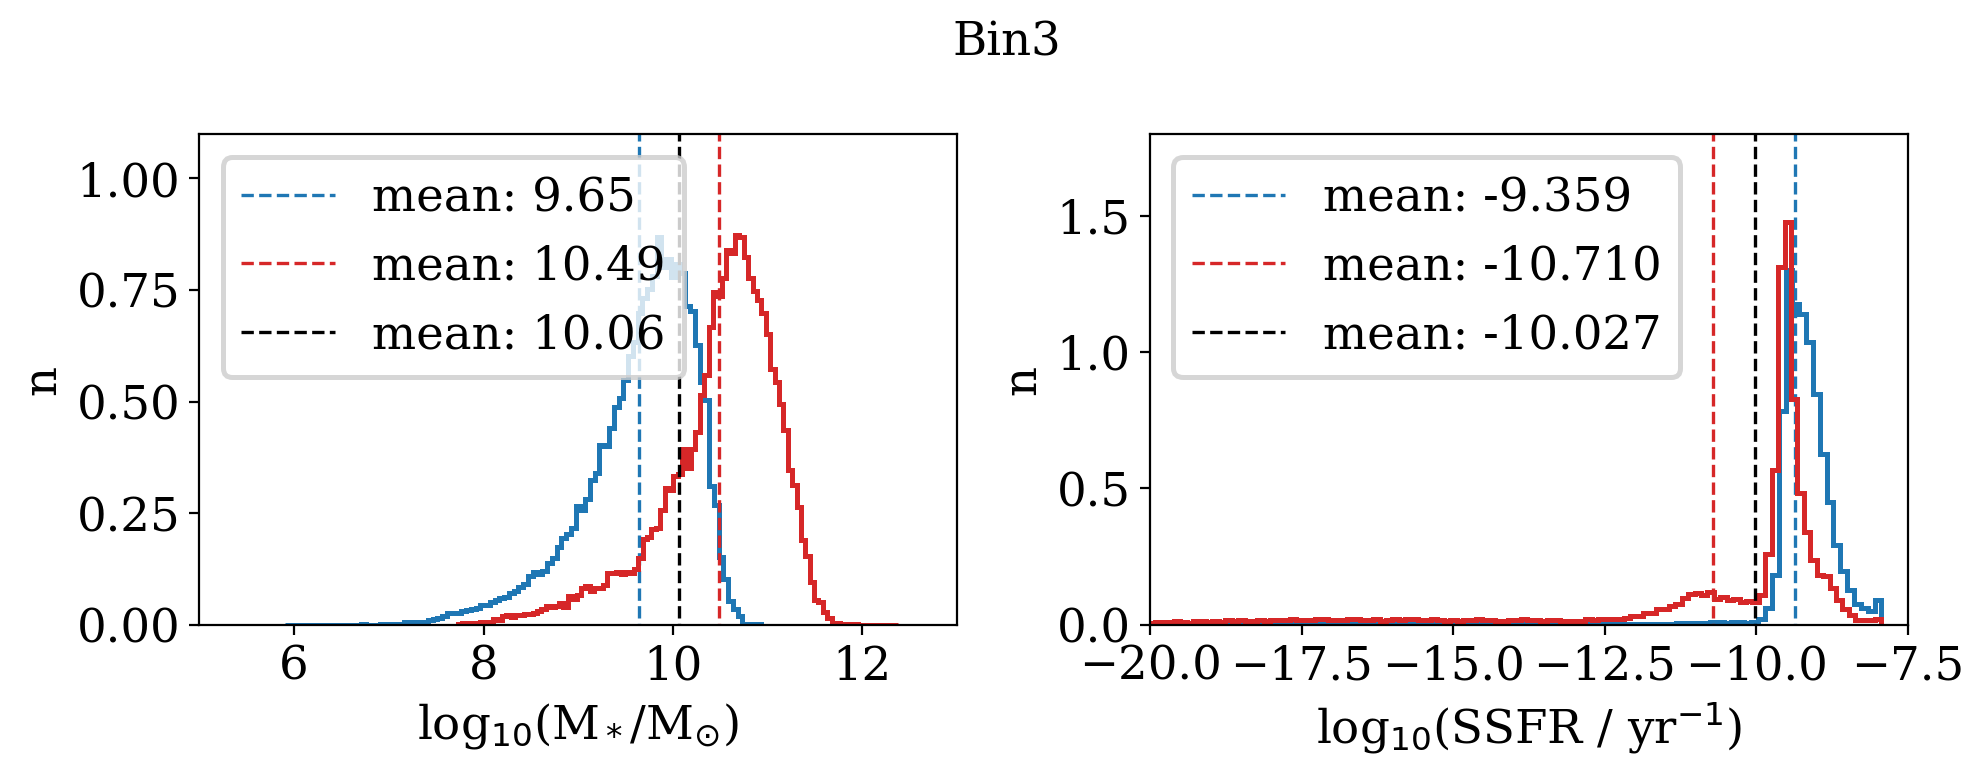 Bin3
n
1.00
0.75
0.50
0.25
0.00
mean: 9.65
mean: 10.49
mean: 10.06
6 8 10 12
log₁₀(M∗/M⊙)
n
1.5
1.0
0.5
0.0
mean: -9.359
mean: -10.710
mean: -10.027
−20.0 −17.5 −15.0 −12.5 −10.0 −7.5
log₁₀(SSFR / yr⁻¹)